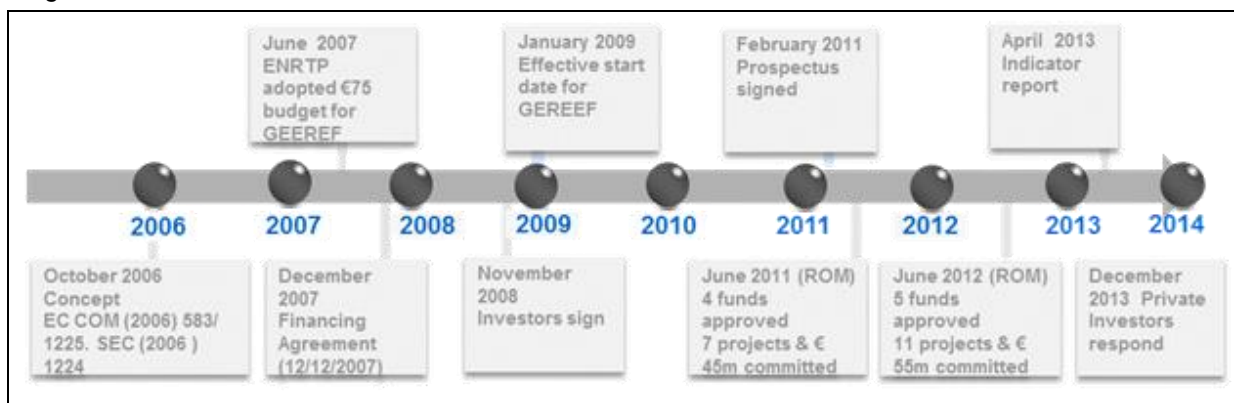 June 2007
ENRTP
adopted €75
budget for
GEEREF
January 2009
Effective start
date for
GEREEF
February 2011
Prospectus
signed
April 2013
Indicator
report
2006
2007
2008
2009
2010
2011
2012
2013
2014
October 2006
Concept
EC COM (2006) 583/
1225. SEC (2006 )
1224
December
2007
Financing
Agreement
(12/12/2007)
November
2008
Investors sign
June 2011 (ROM)
4 funds
approved
7 projects & €
45m committed
June 2012 (ROM)
5 funds
approved
11 projects & €
55m committed
December
2013 Private
Investors
respond